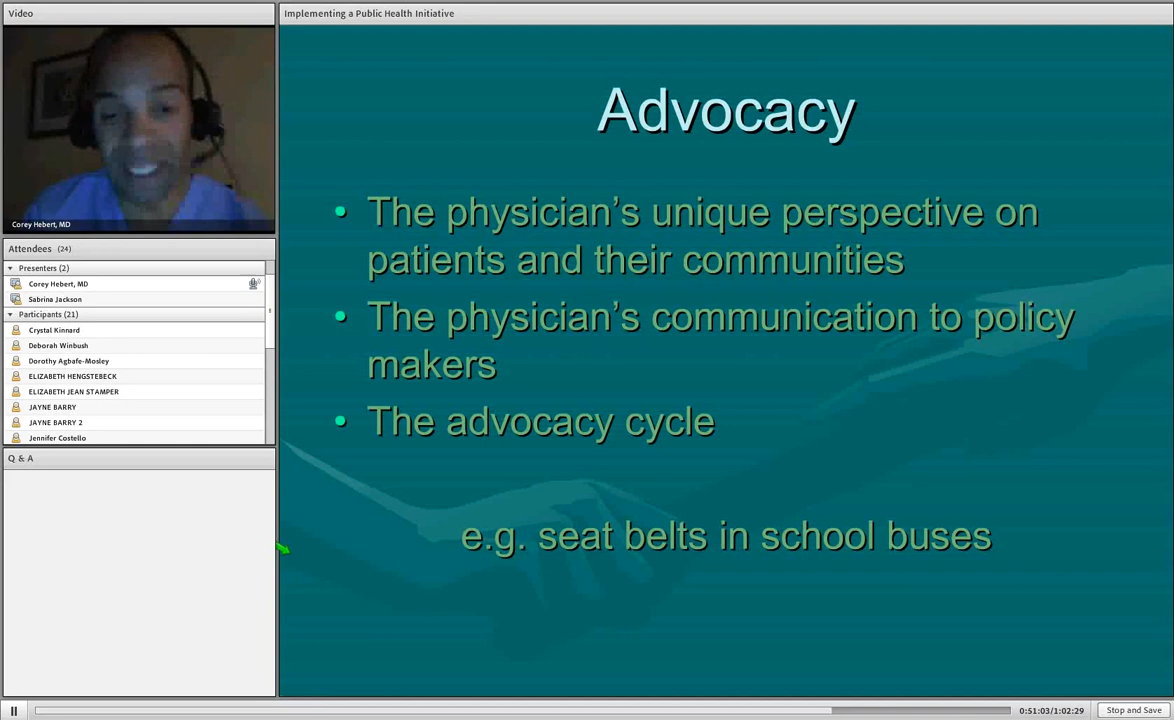 Video
Corey Hebert, MD
Attendees (24)
Presenters (2)
Corey Hebert, MD
Sabrina Jackson
Participants (21)
Crystal Kinnard
Deborah Winbush
Dorothy Agbafe-Mosley
ELIZABETH HENGSTEBECK
ELIZABETH JEAN STAMPER
JAYNE BARRY
JAYNE BARRY 2
Jennifer Costello
Q & A
Implementing a Public Health Initiative
Advocacy
• The physician's unique perspective on
patients and their communities
• The physician's communication to policy
makers
• The advocacy cycle
e.g. seat belts in school buses
0:51:03/1:02:29
Stop and Save